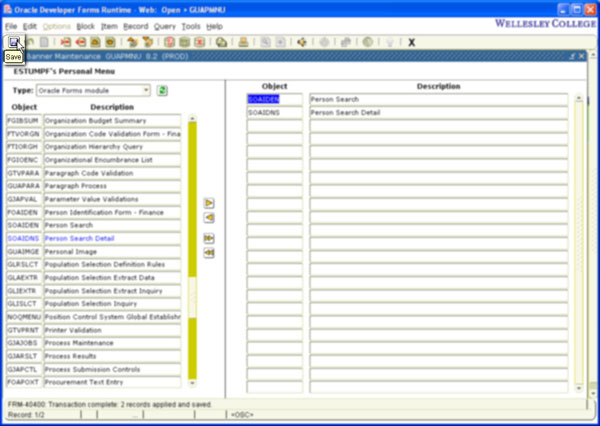 Oracle Developer Forms Runtime - Web: Open > GUAPMNU
File Edit Options Block Item Record Query Tools Help
WELLESLEY COLLEGE
X
Save
Banner Maintenance GUAPMNU 8.2 (PROD)
ESTUMPF's Personal Menu
Type: Oracle Forms module
Object Description
FGIBSUM Organization Budget Summary
FTVORGN Organization Code Validation Form - Fina
FTIORGH Organization Hierarchy Query
FGIOENC Organizational Encumbrance List
GTVPARA Paragraph Code Validation
GUAPARA Paragraph Process
GJAPVAL Parameter Value Validations
FOAIDEN Person Identification Form - Finance
SOAIDEN Person Search
SOAIDNS Person Search Detail
GUAIMGE Personal Image
GLRSLCT Population Selection Definition Rules
GLAEXTR Population Selection Extract Data
GLIEXTR Population Selection Extract Inquiry
GLISLCT Population Selection Inquiry
NOQMENU Position Control System Global Establishm
GTVPRNT Printer Validation
GJAJOBS Process Maintenance
GJARSLT Process Results
GJAPCTL Process Submission Controls
FOAPOXT Procurement Text Entry
Object Description
SOAIDEN Person Search
SOAIDNS Person Search Detail
FRM-40400: Transaction complete: 2 records applied and saved.
Record: 1/2 ... <OSC>